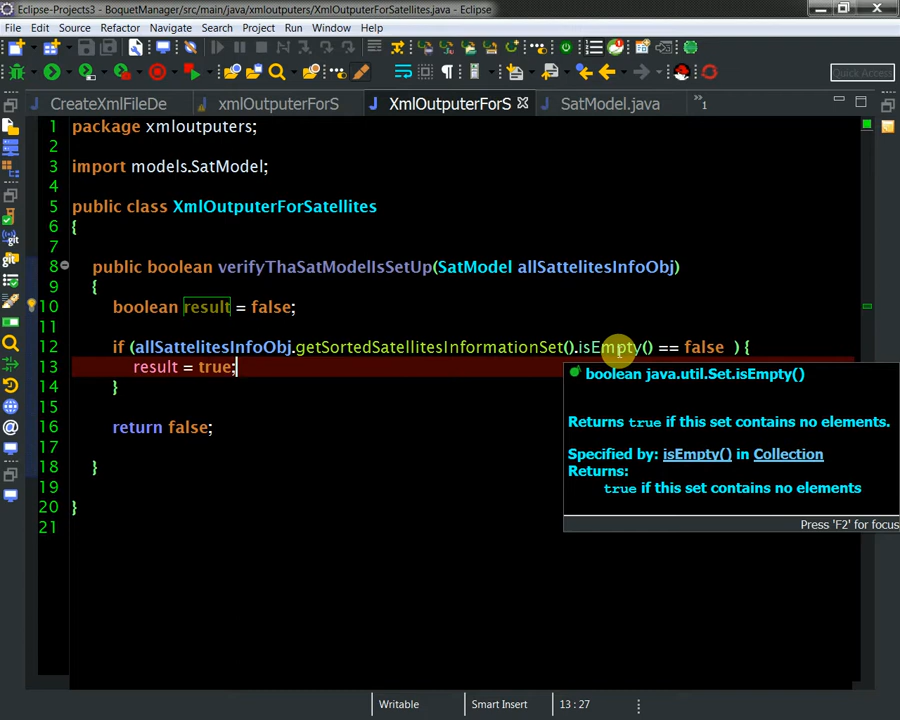 Eclipse-Projects3 - BoquetManager/src/main/java/xmloutputers/XmlOutputerForSatellites.java - Eclipse
File Edit Source Refactor Navigate Search Project Run Window Help
Quick Access
CreateXmlFileDe xmlOutputterForS XmlOutputerForS SatModel.java »1
1 package xmloutputers;
2
3 import models.SatModel;
4
5 public class XmlOutputerForSatellites
6 {
7
8 public boolean verifyThaSatModelIsSetUp(SatModel allSattelitesInfoObj)
9 {
10 boolean result = false;
11
12 if (allSattelitesInfoObj.getSortedSatellitesInformationSet().isEmpty() == false ) {
13 result = true;
14 }
15
16 return false;
17
18 }
19
20 }
21
boolean java.util.Set.isEmpty()
Returns true if this set contains no elements.
Specified by: isEmpty() in Collection
Returns:
true if this set contains no elements
Press 'F2' for focus
Writable Smart Insert 13 : 27